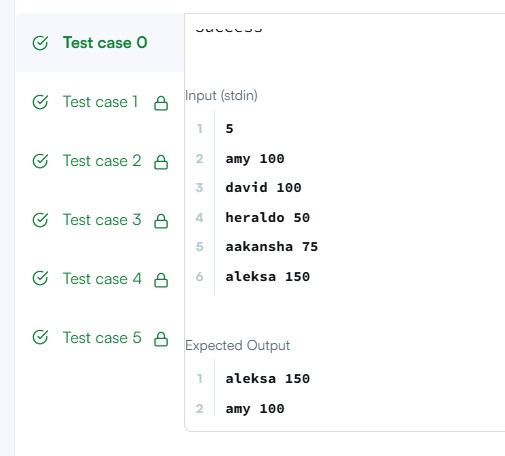 Test case 0
Test case 1
Test case 2
Test case 3
Test case 4
Test case 5
Success
Input (stdin)
1 5
2 amy 100
3 david 100
4 heraldo 50
5 aakansha 75
6 aleksa 150
Expected Output
1 aleksa 150
2 amy 100